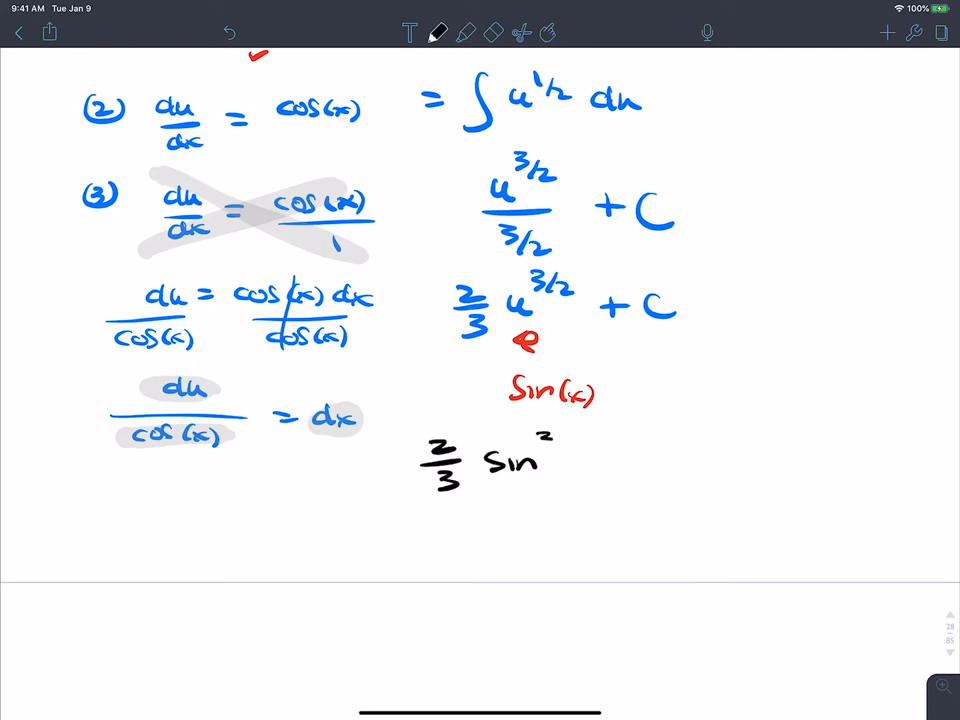 9:41 AM Tue Jan 9
100%
T
(2) du/dx = cos(x)
(3) du/dx = cos(x)/1
du/cos(x) = cos(x) dx/cos(x)
du/cos(x) = dx
= ∫ u^1/2 du
u^3/2 / 3/2 + C
2/3 u^3/2 + C
Sin(x)
2/3 Sin^2
28
85